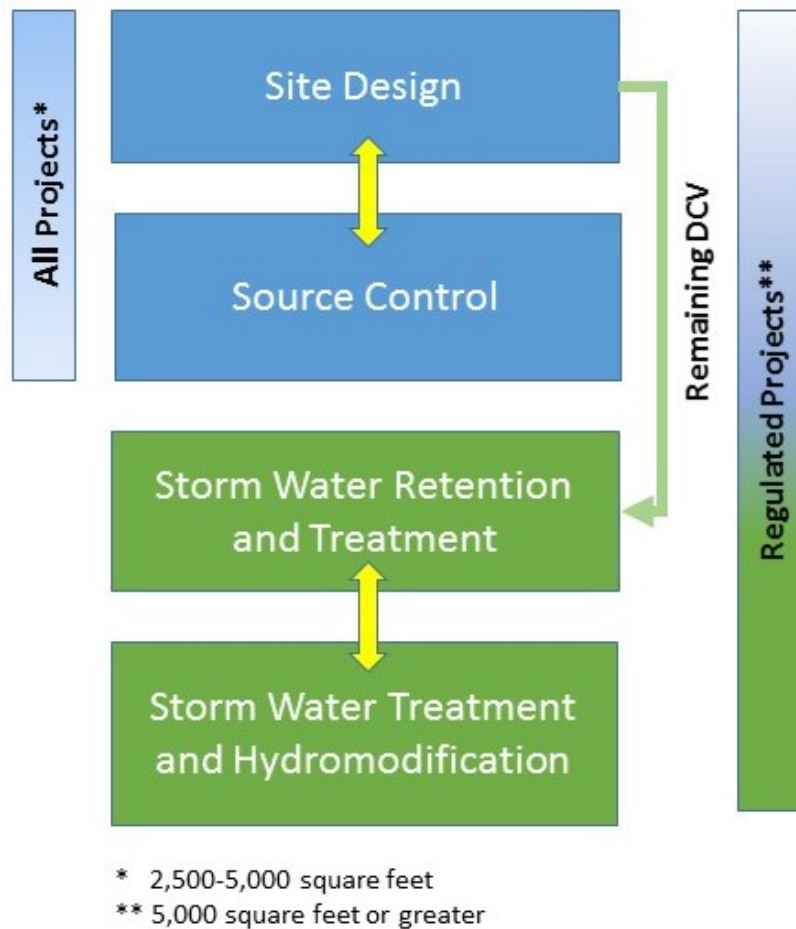 All Projects*
Site Design
Source Control
Remaining DCV
Regulated Projects**
Storm Water Retention
and Treatment
Storm Water Treatment
and Hydromodification
* 2,500-5,000 square feet
** 5,000 square feet or greater